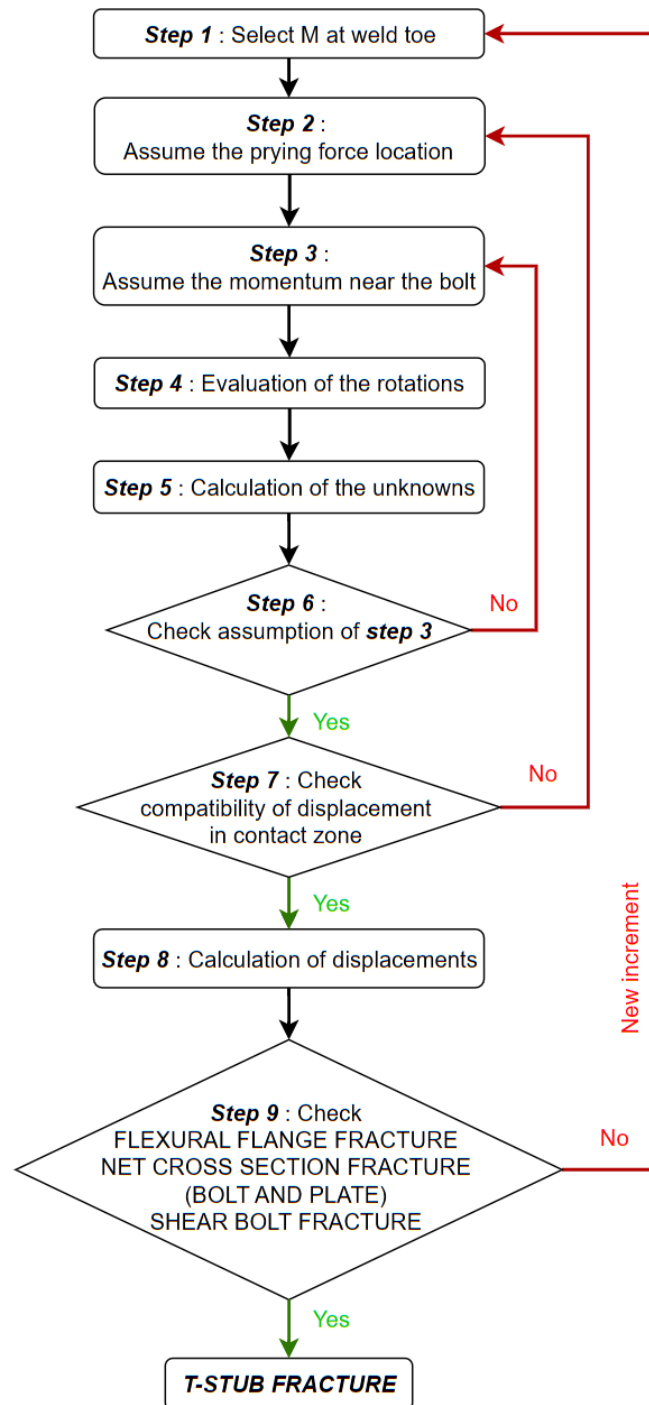 Step 1 : Select M at weld toe
Step 2 :
Assume the prying force location
Step 3 :
Assume the momentum near the bolt
Step 4 : Evaluation of the rotations
Step 5 : Calculation of the unknowns
Step 6 :
Check assumption of step 3
No
Yes
Step 7 : Check
compatibility of displacement
in contact zone
No
Yes
Step 8 : Calculation of displacements
New increment
Step 9 : Check
FLEXURAL FLANGE FRACTURE
NET CROSS SECTION FRACTURE
(BOLT AND PLATE)
SHEAR BOLT FRACTURE
No
Yes
T-STUB FRACTURE